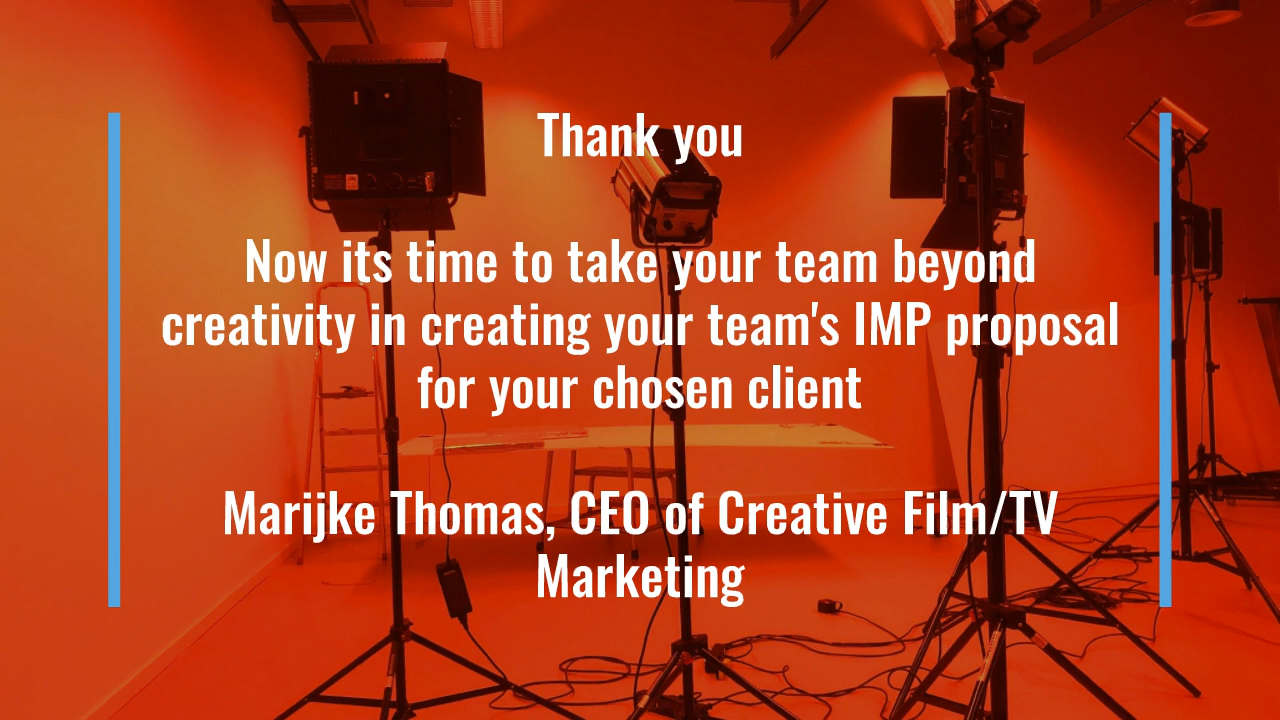 Thank you
Now its time to take your team beyond
creativity in creating your team's IMP proposal
for your chosen client
Marijke Thomas, CEO of Creative Film/TV
Marketing